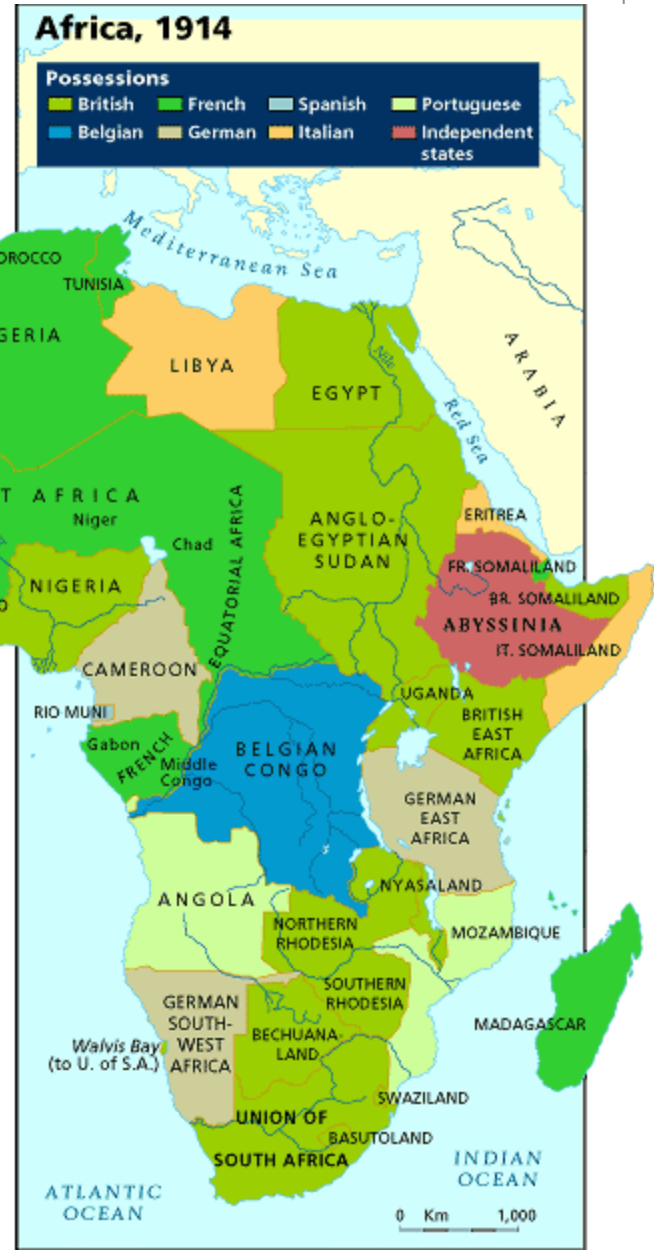 Africa, 1914
Possessions
British
French
Spanish
Portuguese
Belgian
German
Italian
Independent
states
Mediterranean Sea
OROCCO
TUNISIA
GERIA
LIBYA
EGYPT
Nile
ARABIA
Red Sea
T AFRICA
Niger
Chad
EQUATORIAL AFRICA
ANGLO-
EGYPTIAN
SUDAN
ERITREA
FR. SOMALILAND
BR. SOMALILAND
ABYSSINIA
IT. SOMALILAND
NIGERIA
O
CAMEROON
RIO MUNI
UGANDA
BRITISH
EAST
AFRICA
Gabon
FRENCH
Middle
Congo
BELGIAN
CONGO
GERMAN
EAST
AFRICA
ANGOLA
NYASALAND
NORTHERN
RHODESIA
MOZAMBIQUE
SOUTHERN
RHODESIA
GERMAN
SOUTH-
WEST
AFRICA
BECHUANA-
LAND
MADAGASCAR
Walvis Bay
(to U. of S.A.)
SWAZILAND
UNION OF
SOUTH AFRICA
BASUTOLAND
ATLANTIC
OCEAN
INDIAN
OCEAN
0 Km 1,000